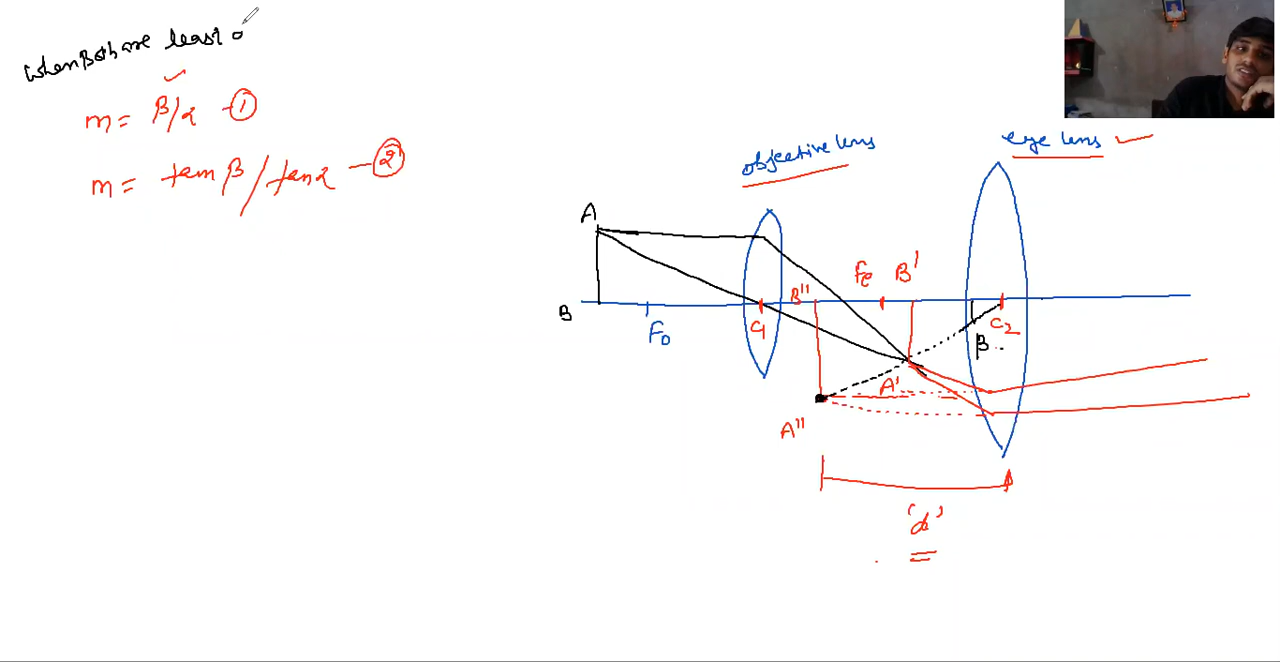 When Both are least d
m = β/α - ①
m = tan β / tan α - ②
objective lens
eye lens
A
B
F₀
C₁
B''
Fe
B'
C₂
β
A'
A''
'd'